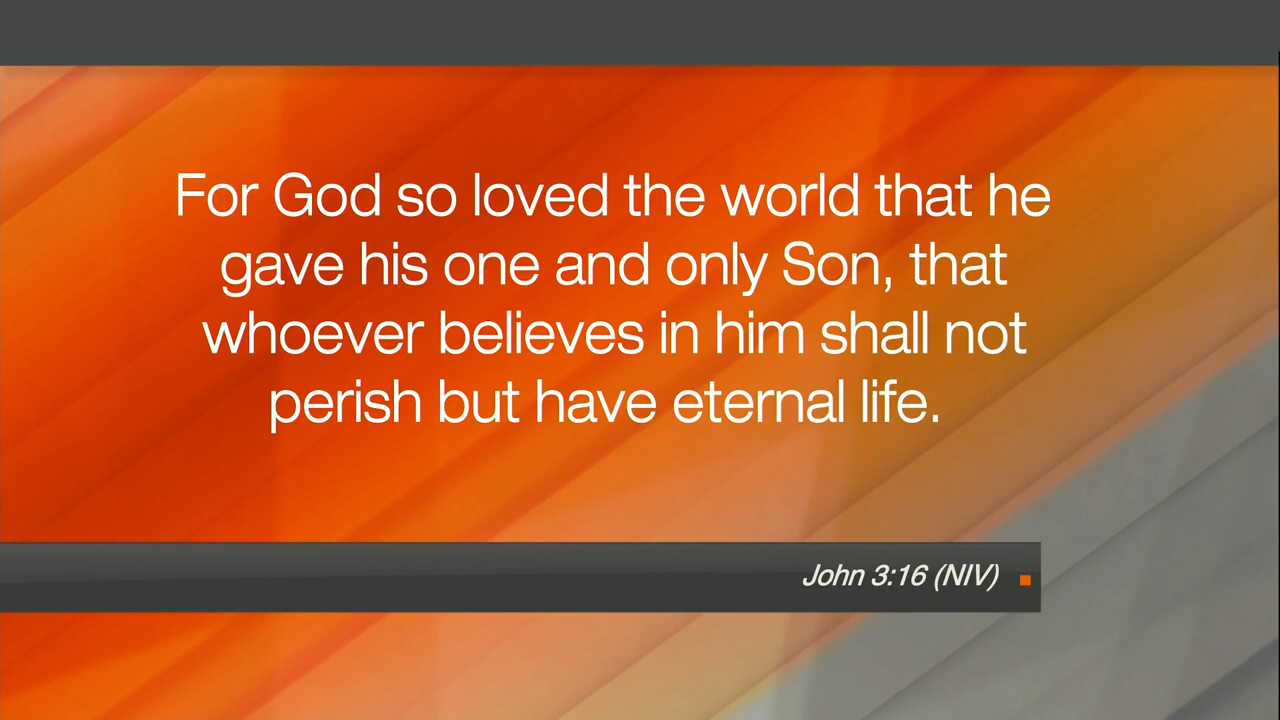 For God so loved the world that he
gave his one and only Son, that
whoever believes in him shall not
perish but have eternal life.
John 3:16 (NIV)